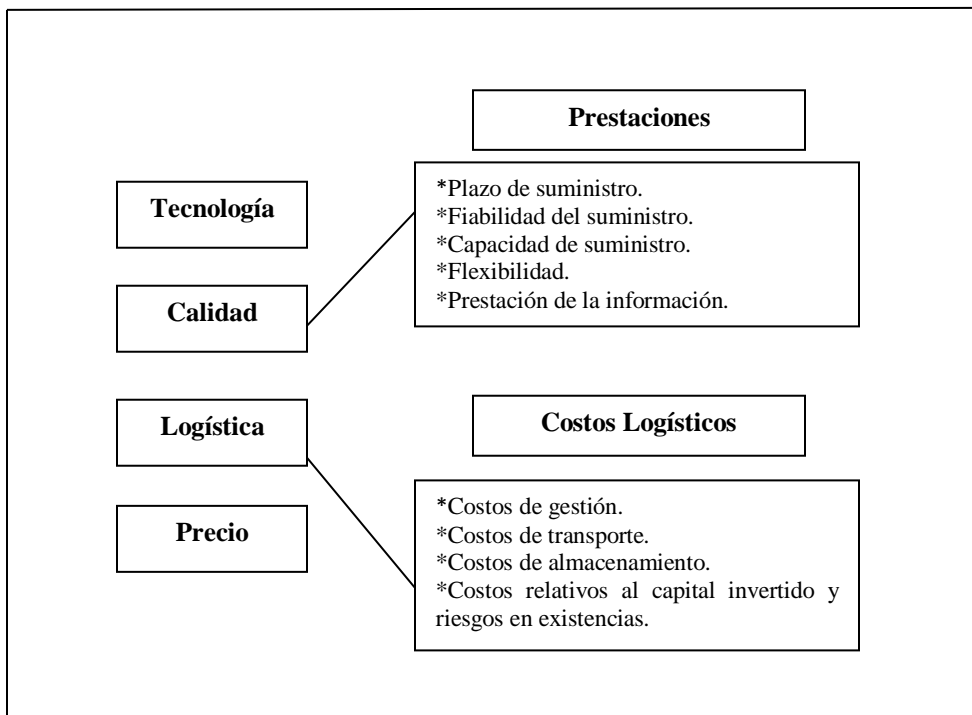 Prestaciones
Tecnología
*Plazo de suministro.
*Fiabilidad del suministro.
*Capacidad de suministro.
*Flexibilidad.
*Prestación de la información.
Calidad
Logística
Costos Logísticos
Precio
*Costos de gestión.
*Costos de transporte.
*Costos de almacenamiento.
*Costos relativos al capital invertido y
riesgos en existencias.